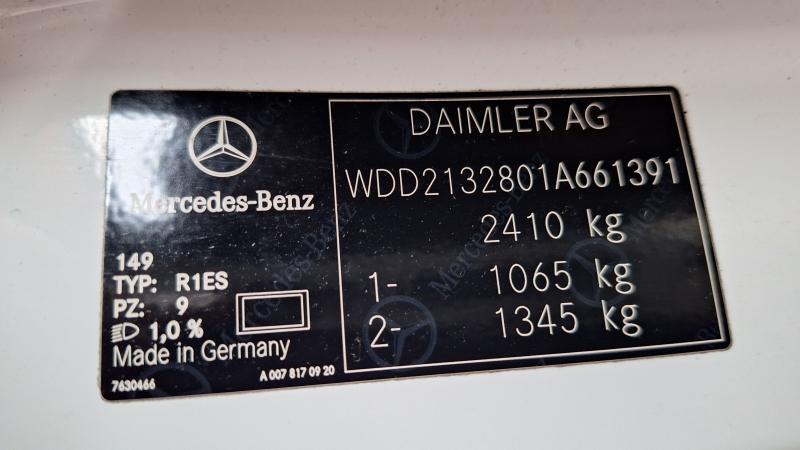 Mercedes-Benz
149
TYP: R1ES
PZ: 9
1,0 %
Made in Germany
7630466
A 007 817 09 20
DAIMLER AG
WDD2132801A661391
2410 kg
1- 1065 kg
2- 1345 kg